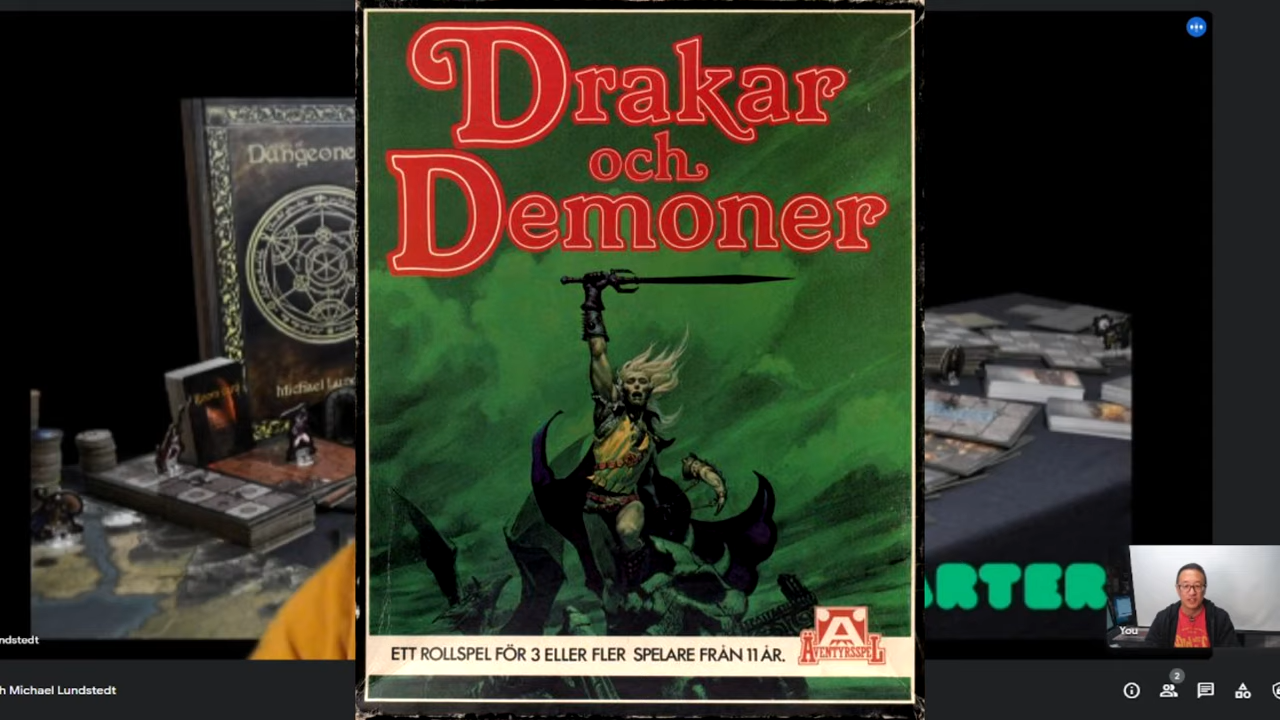 Drakar
och
Demoner
ETT ROLLSPEL FÖR 3 ELLER FLER SPELARE FRÅN 11 ÅR.
A
ÄVENTYRSSPEL
Dungeone
Michael Lund
ARTER
You
ndstedt
h Michael Lundstedt
2